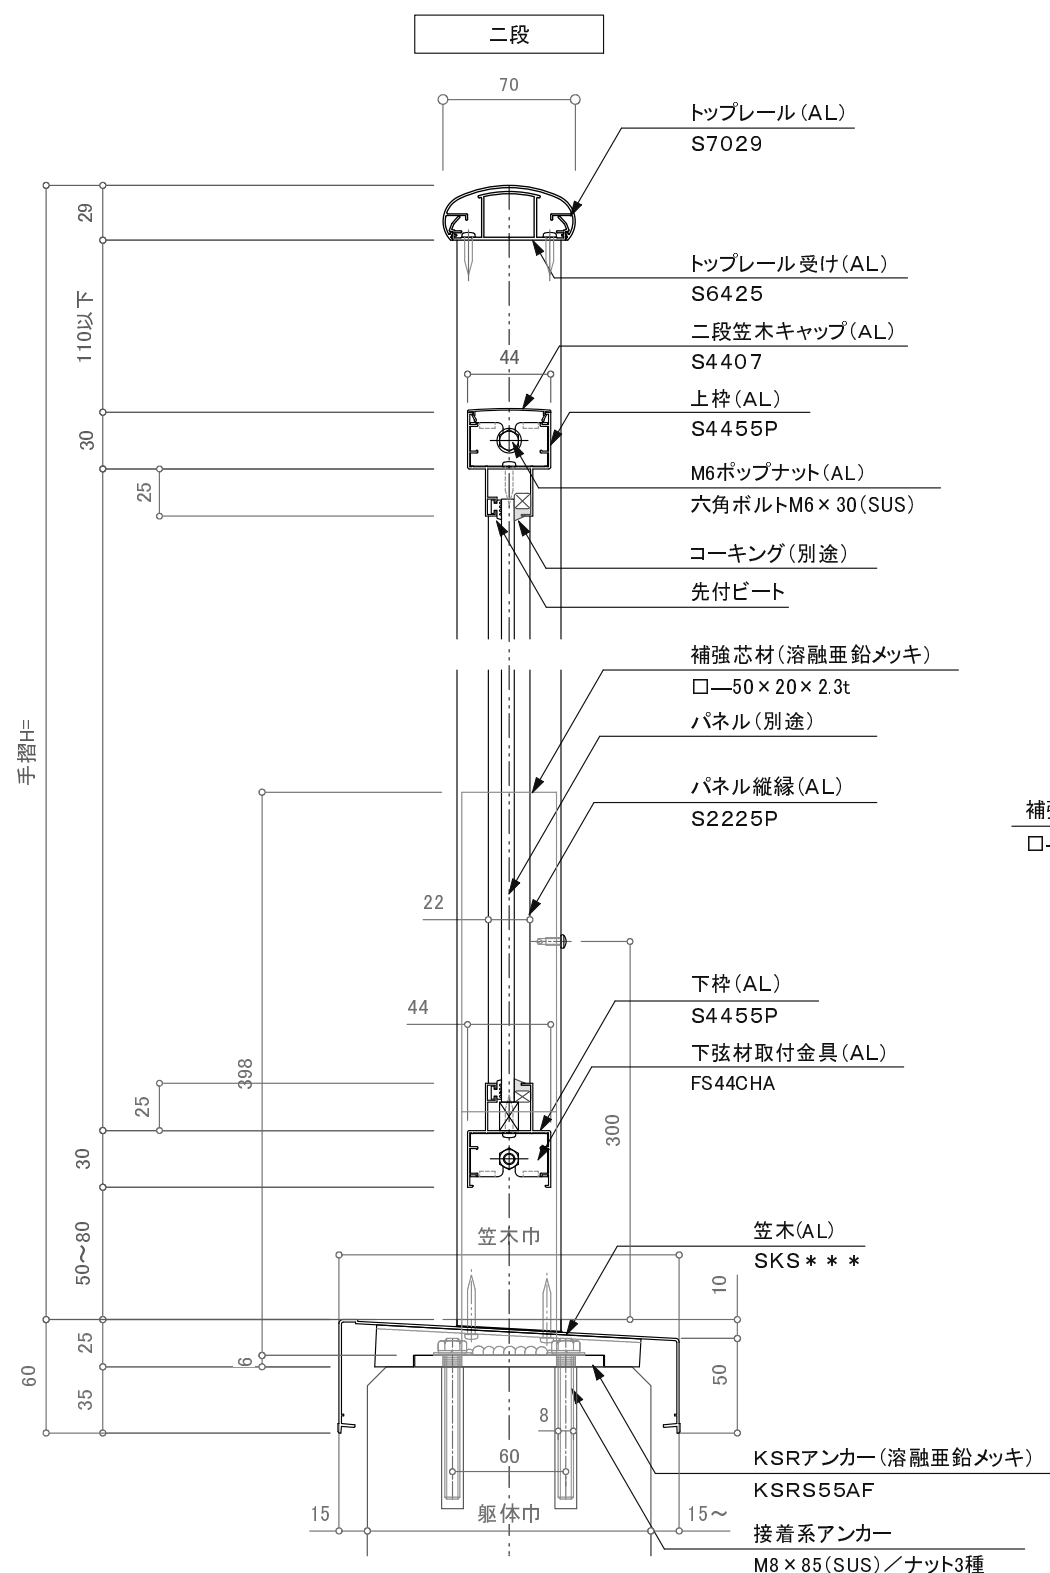 二段
70
トップレール(AL)
S7029
29
トップレール受け(AL)
S6425
110以下
二段笠木キャップ(AL)
S4407
44
上枠(AL)
S4455P
30
M6ポップナット(AL)
六角ボルトM6×30(SUS)
25
コーキング(別途)
先付ビート
補強芯材(溶融亜鉛メッキ)
□―50×20×2.3t
パネル(別途)
手摺H=
パネル縦縁(AL)
S2225P
補強
□―
22
下枠(AL)
S4455P
44
下弦材取付金具(AL)
FS44CHA
398
25
300
30
笠木巾
笠木(AL)
SKS***
50〜80
10
25
6
60
50
35
8
60
KSRアンカー(溶融亜鉛メッキ)
KSRS55AF
15
躯体巾
15〜
接着系アンカー
M8×85(SUS)／ナット3種